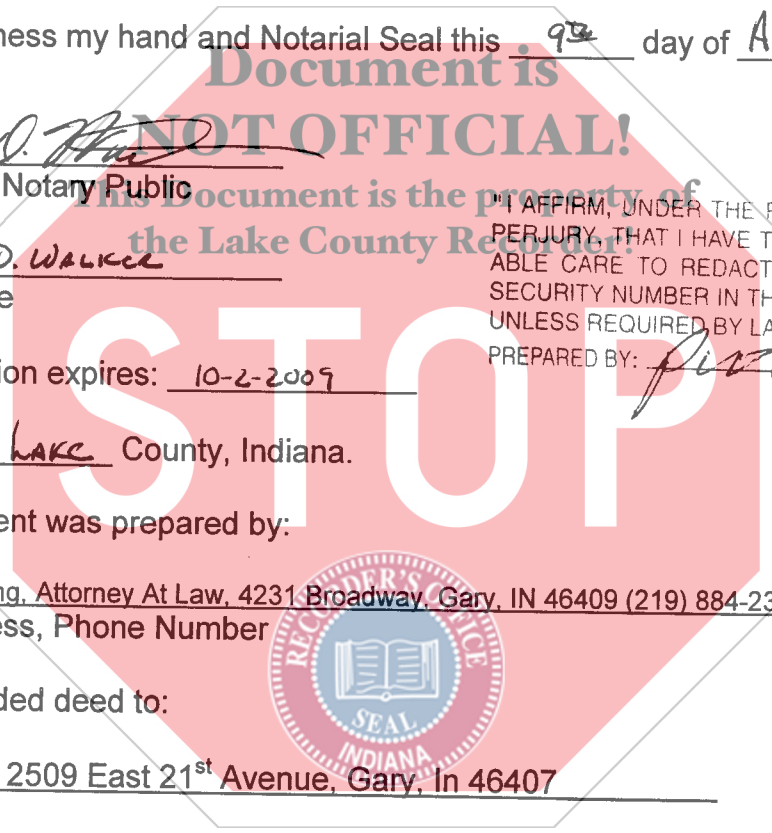 ness my hand and Notarial Seal this 9th day of A
Document is
NOT OFFICIAL!
Notary Public
This Document is the property of
the Lake County Recorder!
"I AFFIRM, UNDER THE P
PERJURY, THAT I HAVE T
ABLE CARE TO REDACT
SECURITY NUMBER IN TH
UNLESS REQUIRED BY LA
PREPARED BY:
D. WALKER
e
STOP
ion expires: 10-2-2009
LAKE County, Indiana.
ent was prepared by:
ng, Attorney At Law, 4231 Broadway, Gary, IN 46409 (219) 884-23
ess, Phone Number
RECORDER'S OFFICE
SEAL
INDIANA
ded deed to:
2509 East 21st Avenue, Gary, In 46407